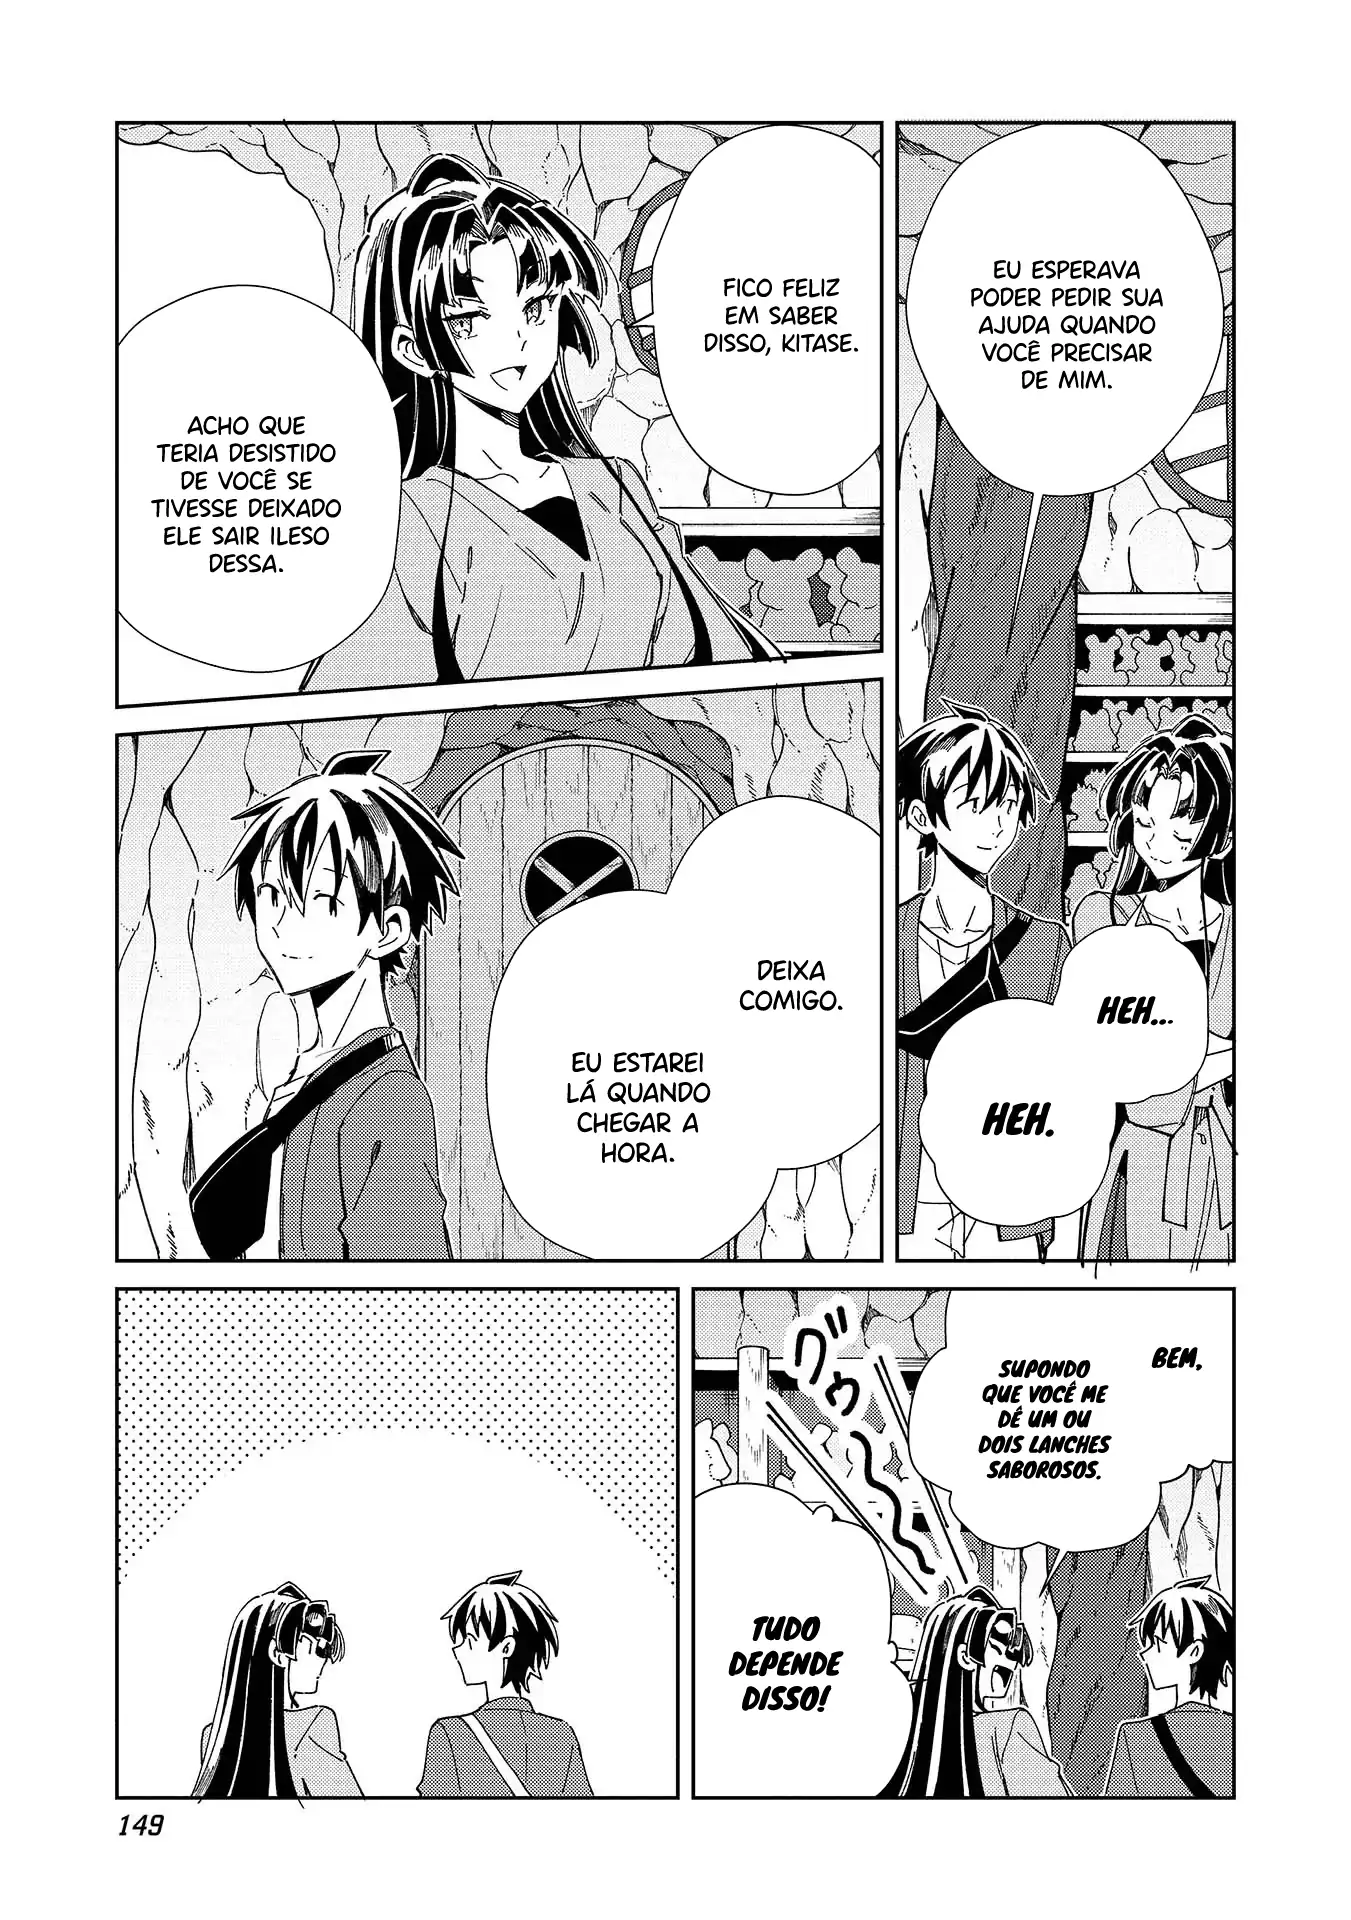 EU ESPERAVA
PODER PEDIR SUA
AJUDA QUANDO
VOCÊ PRECISAR
DE MIM.
HEH...
HEH.
FICO FELIZ
EM SABER
DISSO, KITASE.
ACHO QUE
TERIA DESISTIDO
DE VOCÊ SE
TIVESSE DEIXADO
ELE SAIR ILESO
DESSA.
DEIXA
COMIGO.
EU ESTAREI
LÁ QUANDO
CHEGAR A
HORA.
BEM,
SUPONDO
QUE VOCÊ ME
DÊ UM OU
DOIS LANCHES
SABOROSOS.
グゥ〜
TUDO
DEPENDE
DISSO!
149